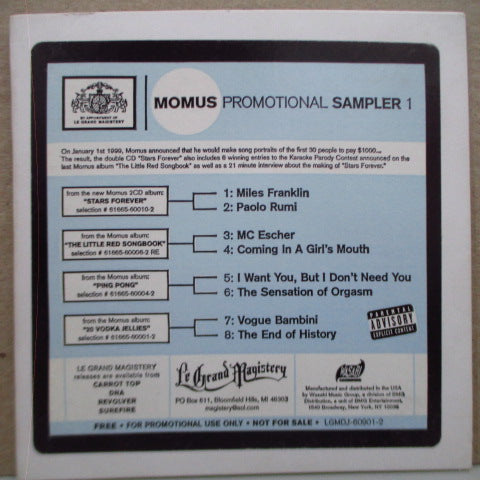 BY APPOINTMENT OF
LE GRAND MAGISTERY
MOMUS PROMOTIONAL SAMPLER 1
On January 1st 1999, Momus announced that he would make song portraits of the first 30 people to pay $1000...
The result, the double CD "Stars Forever" also includes 6 winning entries to the Karaoke Parody Contest announced on the
last Momus album "The Little Red Songbook" as well as a 21 minute interview about the making of "Stars Forever."
from the new Momus 2CD album:
"STARS FOREVER"
selection # 61665-60010-2
1: Miles Franklin
2: Paolo Rumi
from the Momus album:
"THE LITTLE RED SONGBOOK"
selection # 61665-60006-2 RE
3: MC Escher
4: Coming In A Girl's Mouth
from the Momus album:
"PING PONG"
selection # 61665-60004-2
5: I Want You, But I Don't Need You
6: The Sensation of Orgasm
from the Momus album:
"20 VODKA JELLIES"
selection # 61665-60001-2
7: Vogue Bambini
8: The End of History
PARENTAL
ADVISORY
EXPLICIT CONTENT
LE GRAND MAGISTERY
releases are available from
CARROT TOP
DNA
REVOLVER
SUREFIRE
Le Grand Magistery
PO Box 611, Bloomfield Hills, MI 48303
magistery@aol.com
Manufactured and distributed in the USA
by Wasabi Music Group, a division of BMG
Distribution, a unit of BMG Entertainment,
1540 Broadway, New York, NY 10036
FREE • FOR PROMOTIONAL USE ONLY • NOT FOR SALE • LGMDJ-60901-2